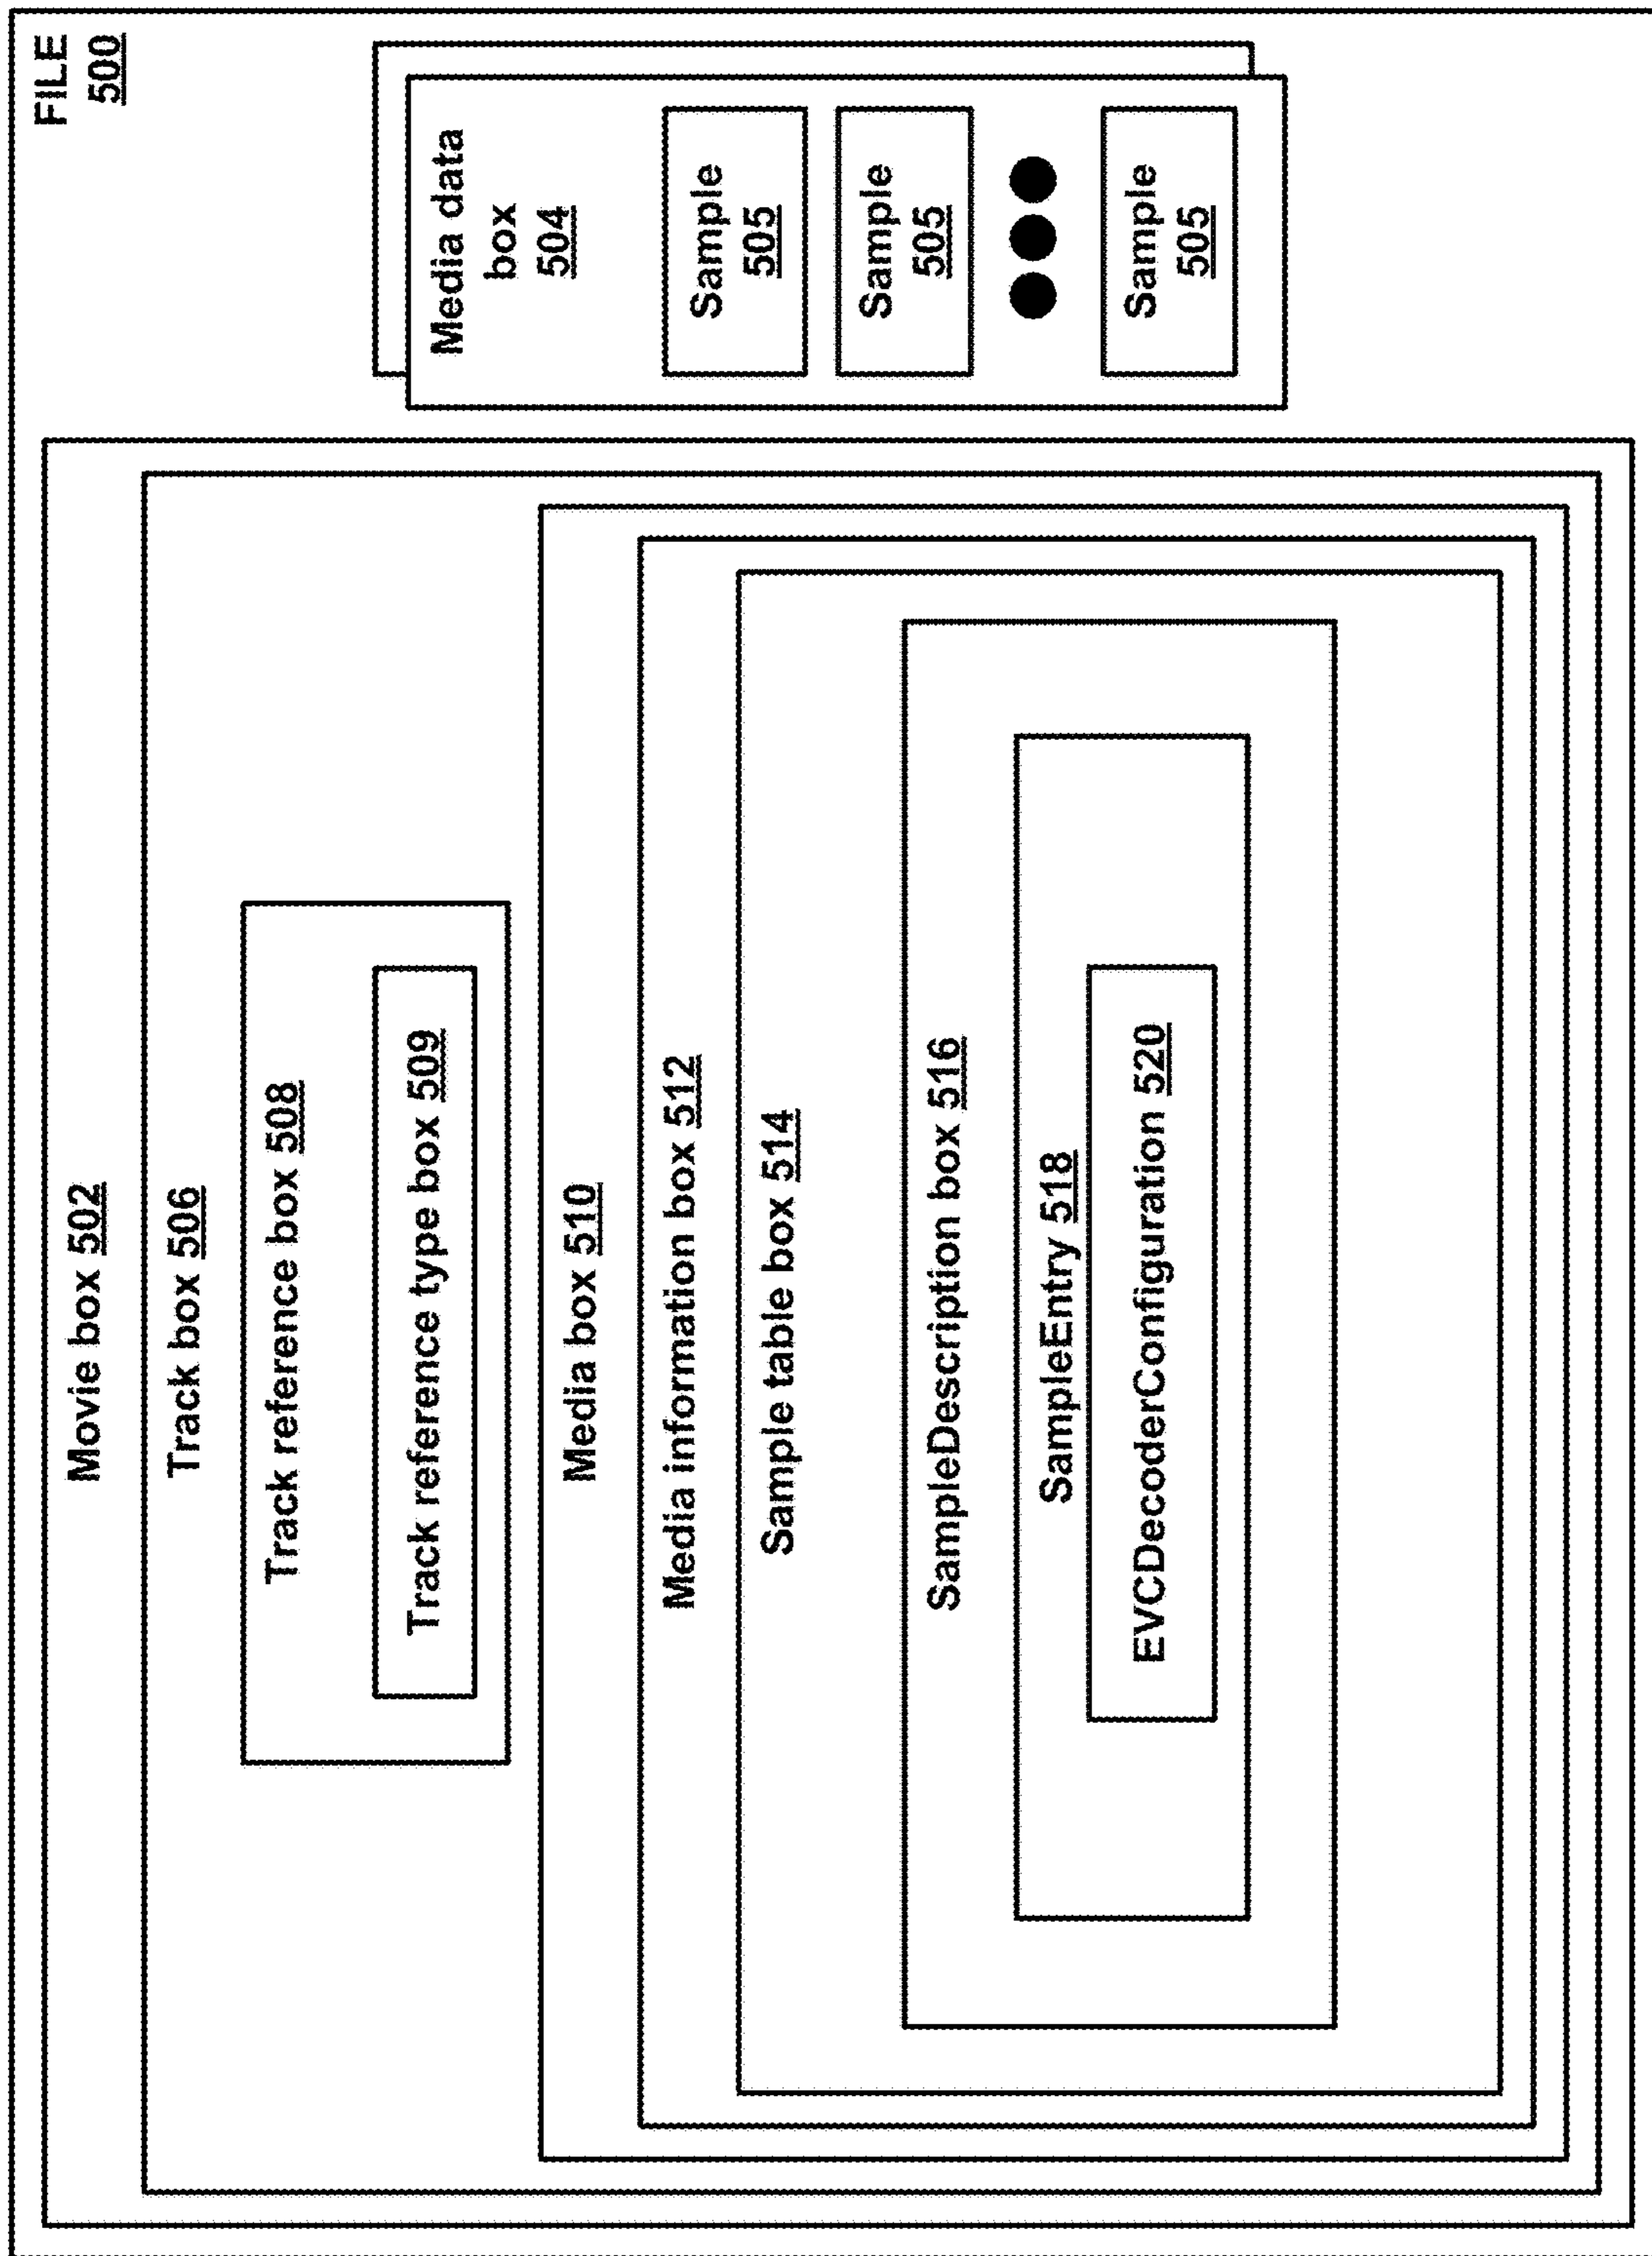 FILE
500
Movie box 502
Track box 506
Track reference box 508
Track reference type box 509
Media box 510
Media information box 512
Sample table box 514
SampleDescription box 516
SampleEntry 518
EVCDecoderConfiguration 520
Media data
box
504
Sample
505
Sample
505
Sample
505